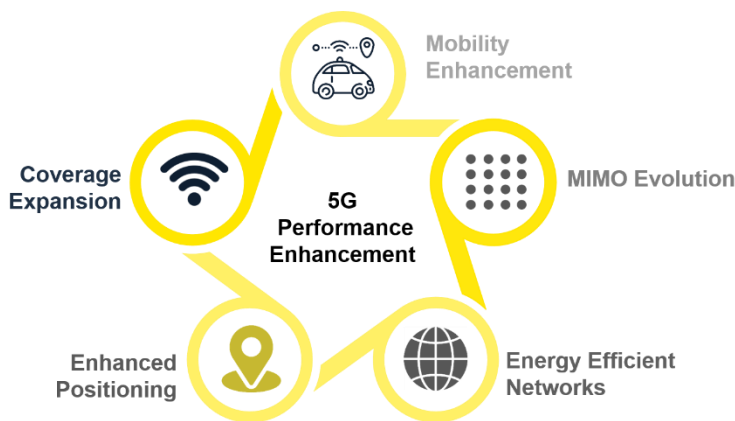 Mobility
Enhancement
Coverage
Expansion
MIMO Evolution
5G
Performance
Enhancement
Enhanced
Positioning
Energy Efficient
Networks